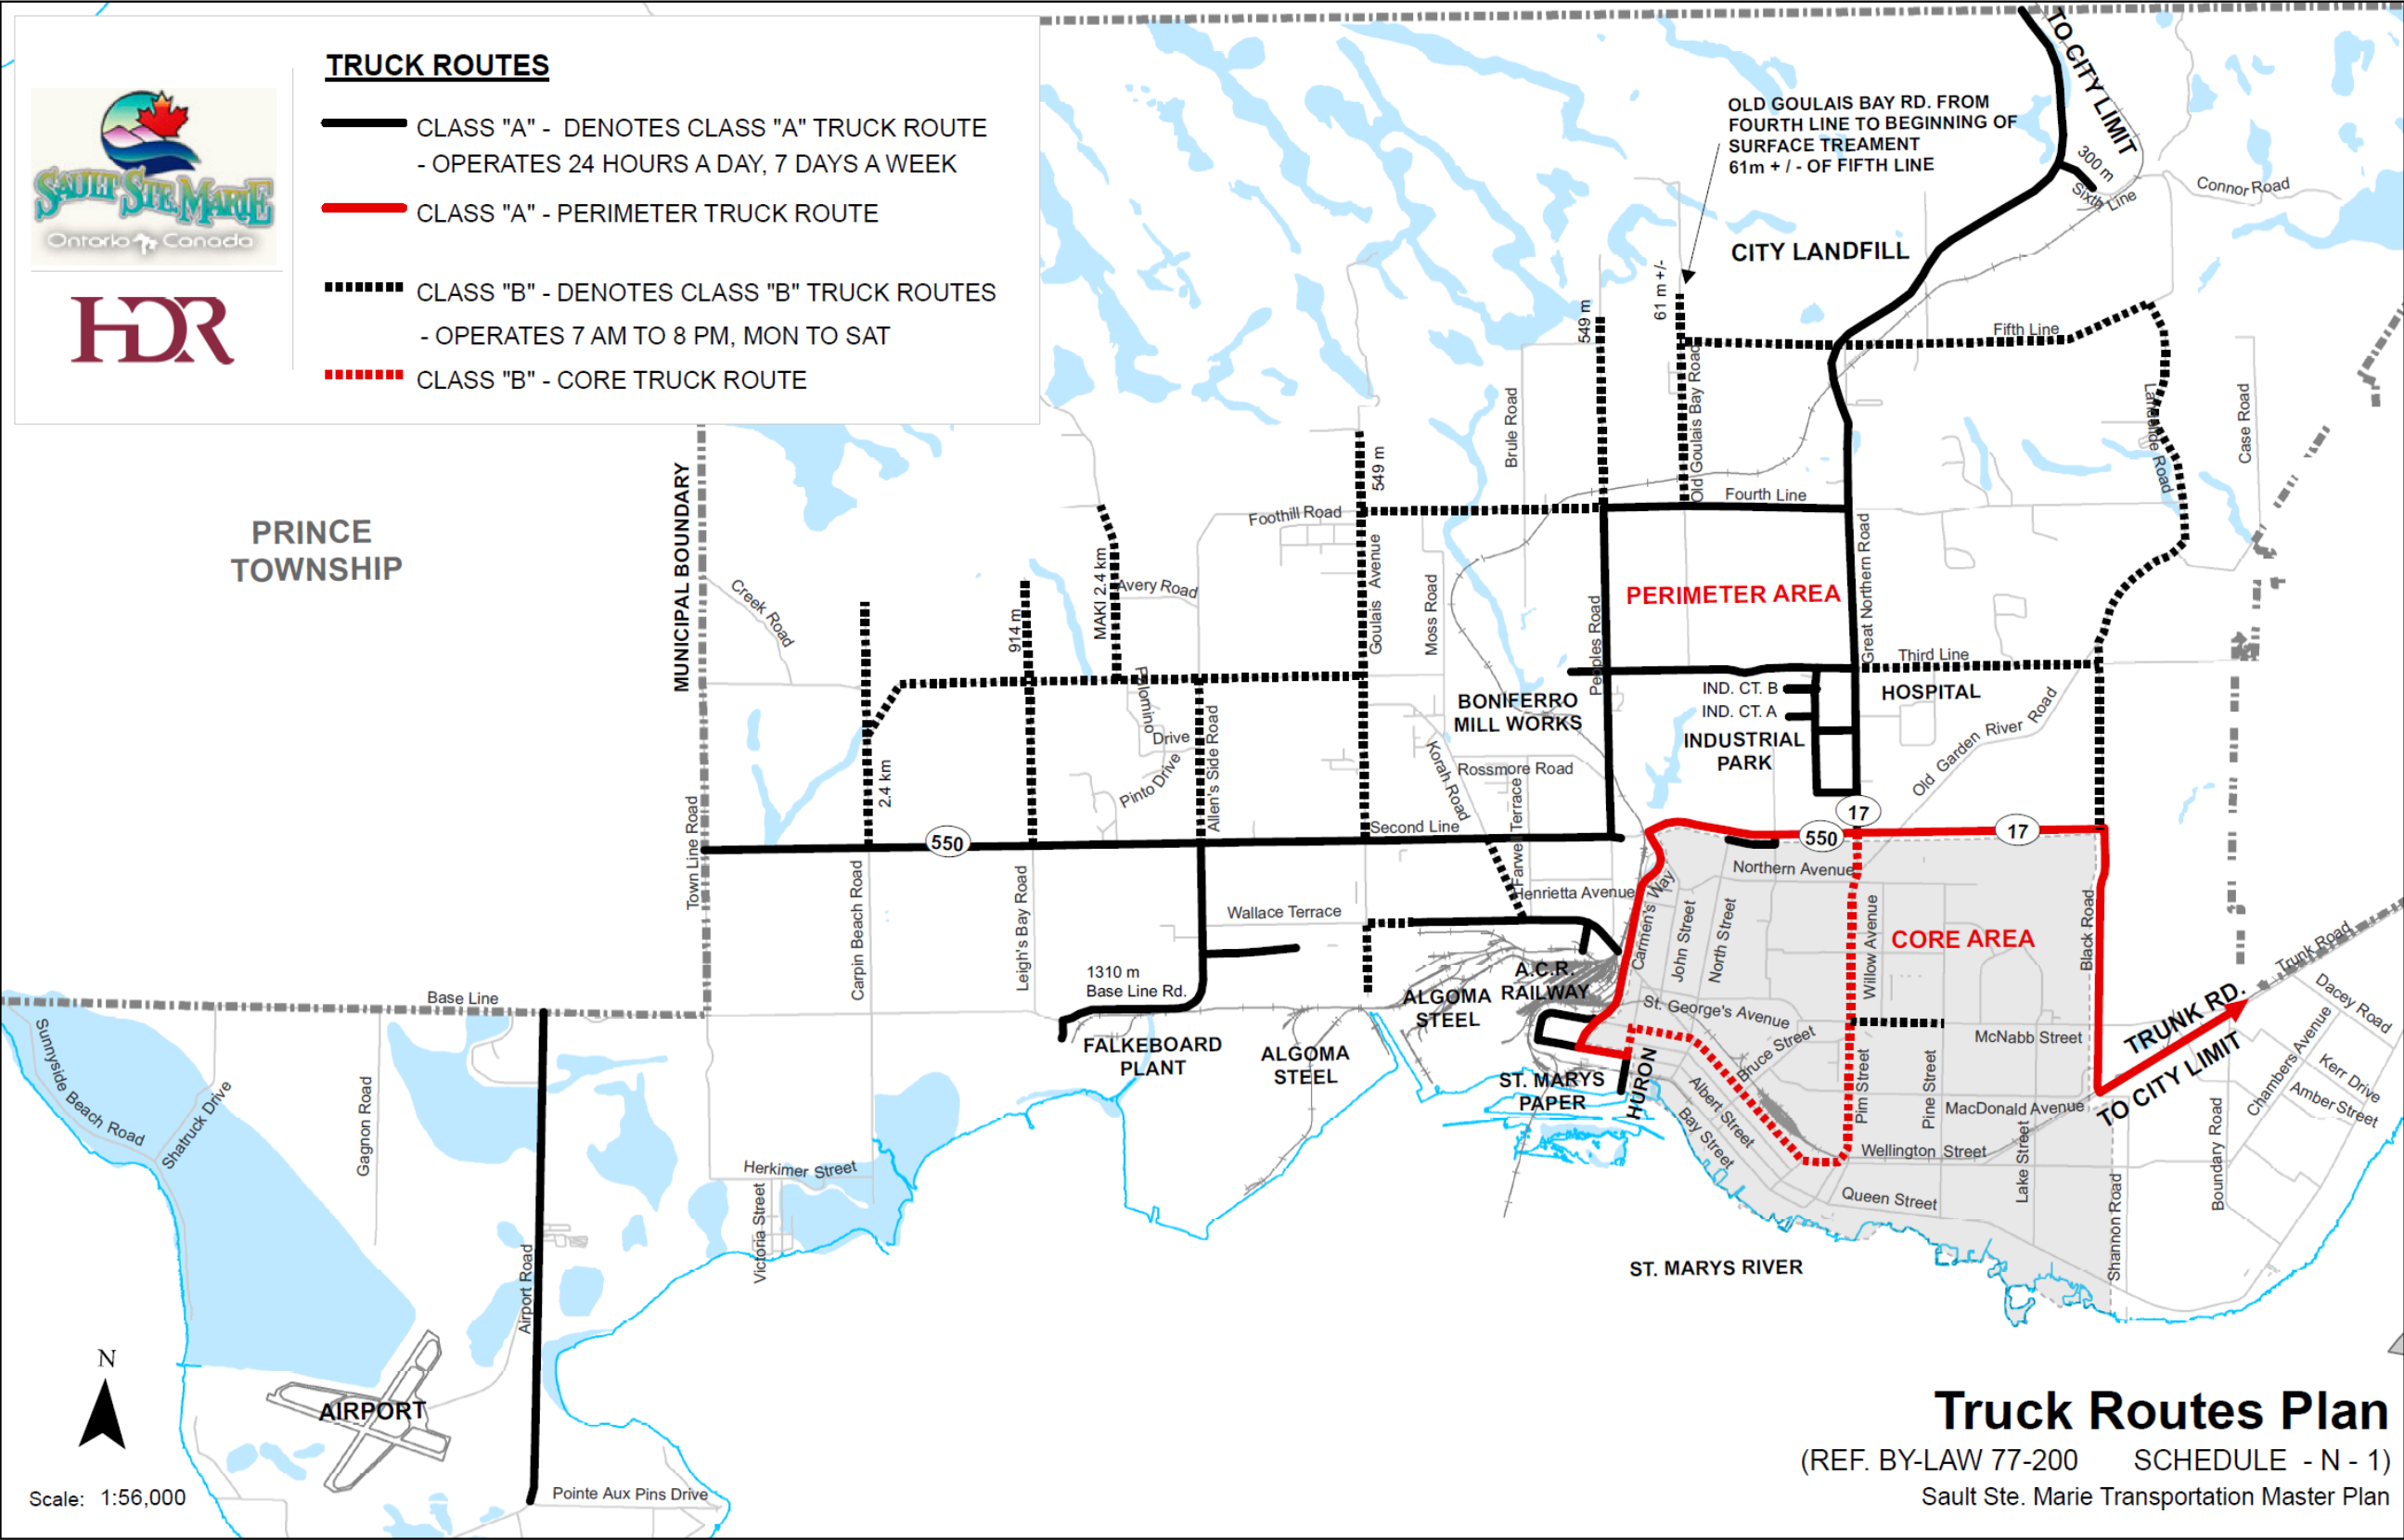 TRUCK ROUTES
CLASS "A" - DENOTES CLASS "A" TRUCK ROUTE
- OPERATES 24 HOURS A DAY, 7 DAYS A WEEK
CLASS "A" - PERIMETER TRUCK ROUTE
CLASS "B" - DENOTES CLASS "B" TRUCK ROUTES
- OPERATES 7 AM TO 8 PM, MON TO SAT
CLASS "B" - CORE TRUCK ROUTE
SAULT STE MARIE
Ontario Canada
HDR
TO CITY LIMIT
OLD GOULAIS BAY RD. FROM
FOURTH LINE TO BEGINNING OF
SURFACE TREAMENT
61m + / - OF FIFTH LINE
300 m
Sixth Line
Connor Road
CITY LANDFILL
61 m +/-
549 m
Fifth Line
Old Goulais Bay Road
Brule Road
Landslide Road
Case Road
MUNICIPAL BOUNDARY
549 m
Fourth Line
Foothill Road
PRINCE
TOWNSHIP
Creek Road
914 m
MAKI 2.4 km
Avery Road
Goulais Avenue
Moss Road
Peoples Road
PERIMETER AREA
Great Northern Road
Third Line
Palomino
Drive
Pinto Drive
Allen's Side Road
2.4 km
BONIFERRO
MILL WORKS
IND. CT. B
IND. CT. A
HOSPITAL
INDUSTRIAL
PARK
Old Garden River Road
Korah Road
Rossmore Road
Farwell Terrace
Town Line Road
550
Second Line
17
550
17
Northern Avenue
Henrietta Avenue
Carpin Beach Road
Leigh's Bay Road
Wallace Terrace
Carmen's Way
John Street
North Street
Willow Avenue
CORE AREA
Black Road
Trunk Road
1310 m
Base Line Rd.
A.C.R.
RAILWAY
ALGOMA
STEEL
Base Line
St. George's Avenue
Bruce Street
McNabb Street
TRUNK RD.
TO CITY LIMIT
Dacey Road
Chambers Avenue
Kerr Drive
Amber Street
Sunnyside Beach Road
Shatruck Drive
Gagnon Road
FALKEBOARD
PLANT
ALGOMA
STEEL
ST. MARYS
PAPER
HURON
Albert Street
Bay Street
Pim Street
Pine Street
MacDonald Avenue
Wellington Street
Lake Street
Queen Street
Boundary Road
Shannon Road
Herkimer Street
Victoria Street
Airport Road
ST. MARYS RIVER
N
AIRPORT
Scale: 1:56,000
Pointe Aux Pins Drive
Truck Routes Plan
(REF. BY-LAW 77-200 SCHEDULE - N - 1)
Sault Ste. Marie Transportation Master Plan